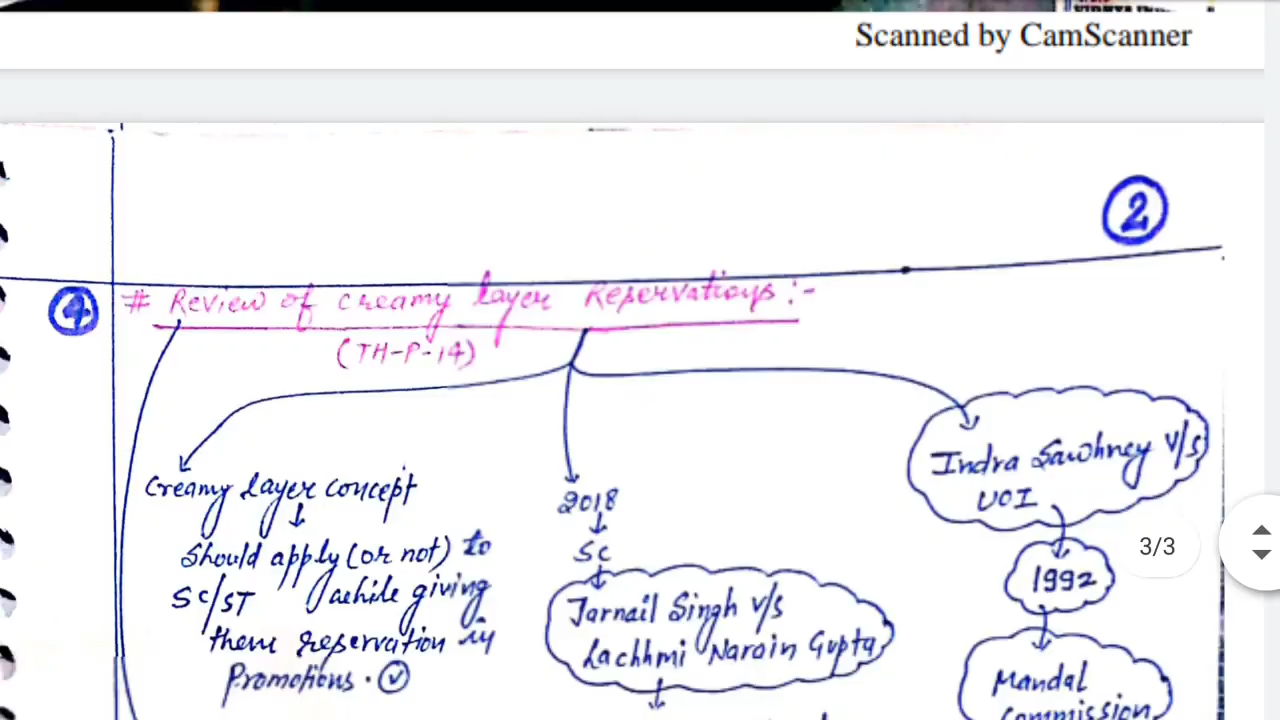 Scanned by CamScanner
2
4 # Review of creamy layer Reservations:-
(TH-P-14)
Creamy layer concept
↓
Should apply (or not) to
SC/ST while giving
them reservation in
Promotions.
2018
↓
SC
↓
Jarnail Singh v/s
Lachhmi Narain Gupta
Indra Sawhney v/s
UOI
1992
Mandal
Commission
3/3